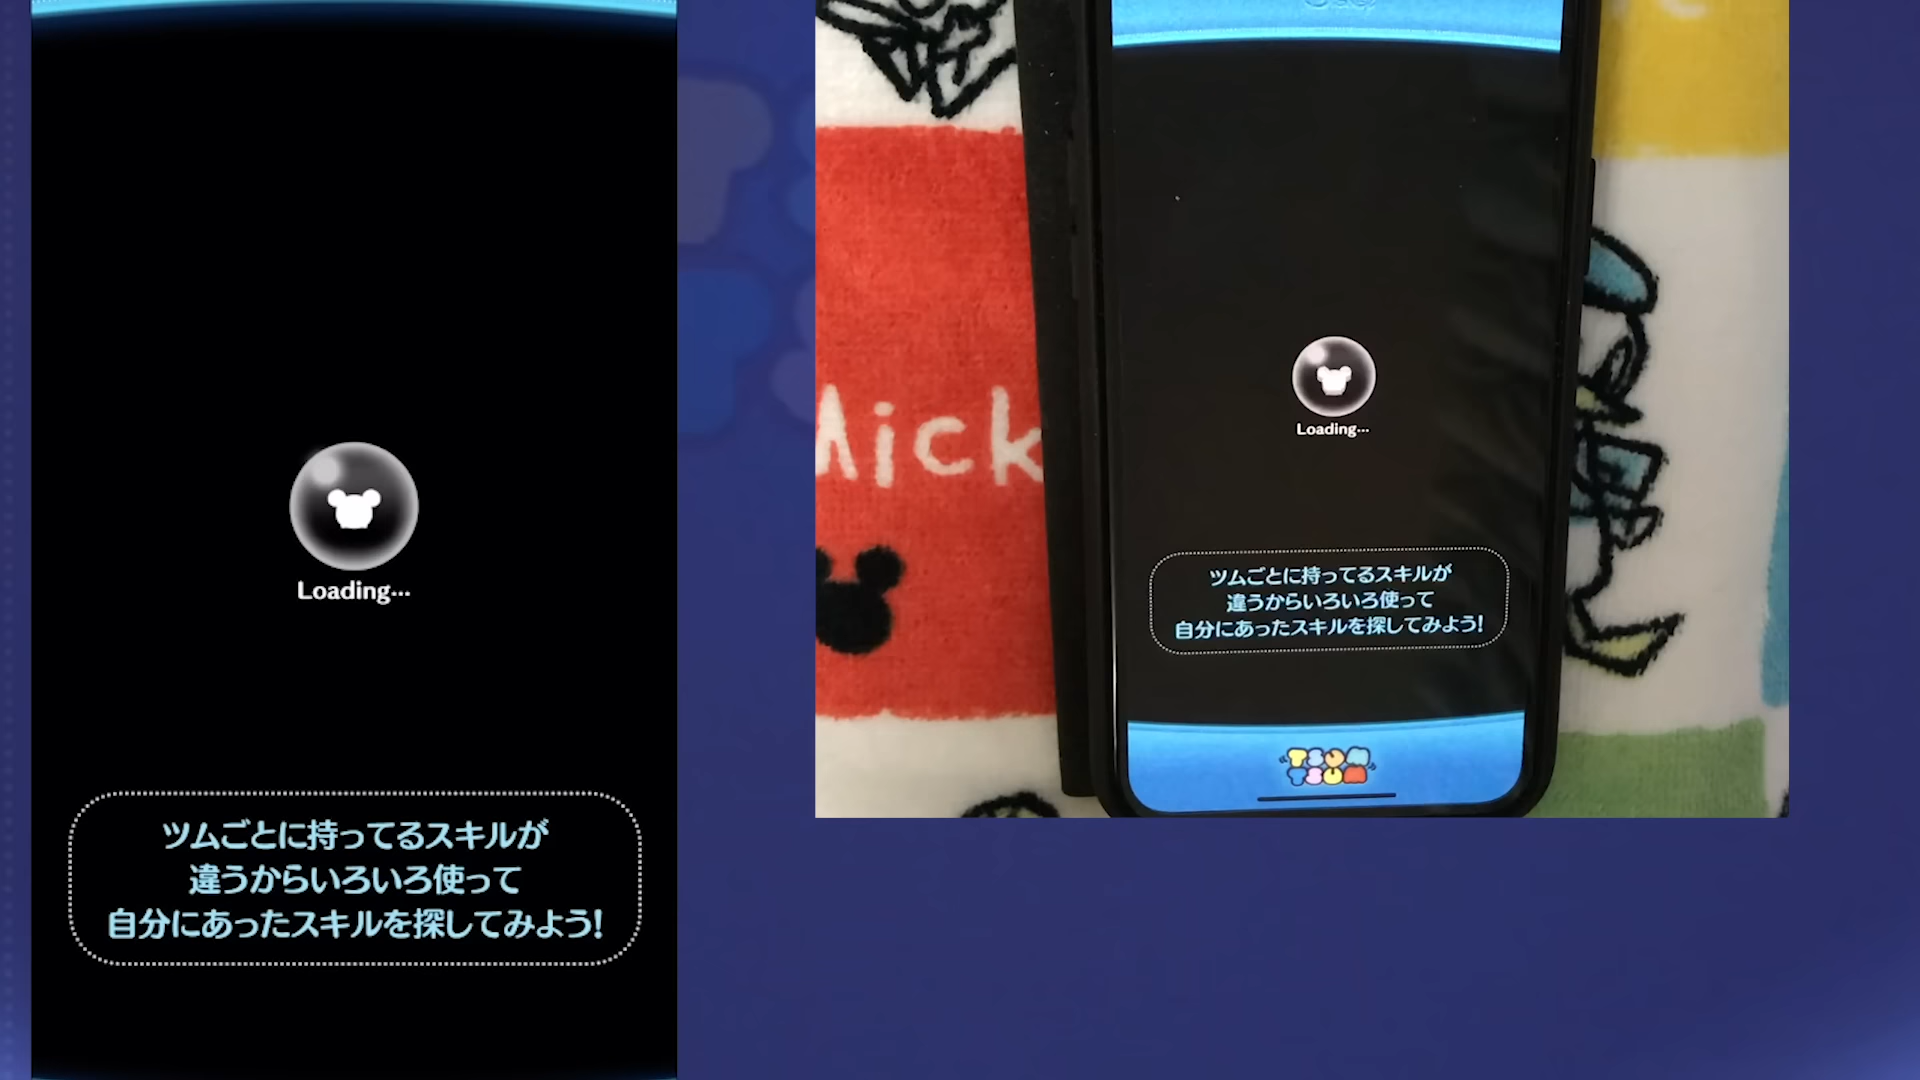 Loading…
ツムごとに持ってるスキルが
違うからいろいろ使って
自分にあったスキルを探してみよう!
Mick
Loading…
ツムごとに持ってるスキルが
違うからいろいろ使って
自分にあったスキルを探してみよう!
TSUM
TSUM